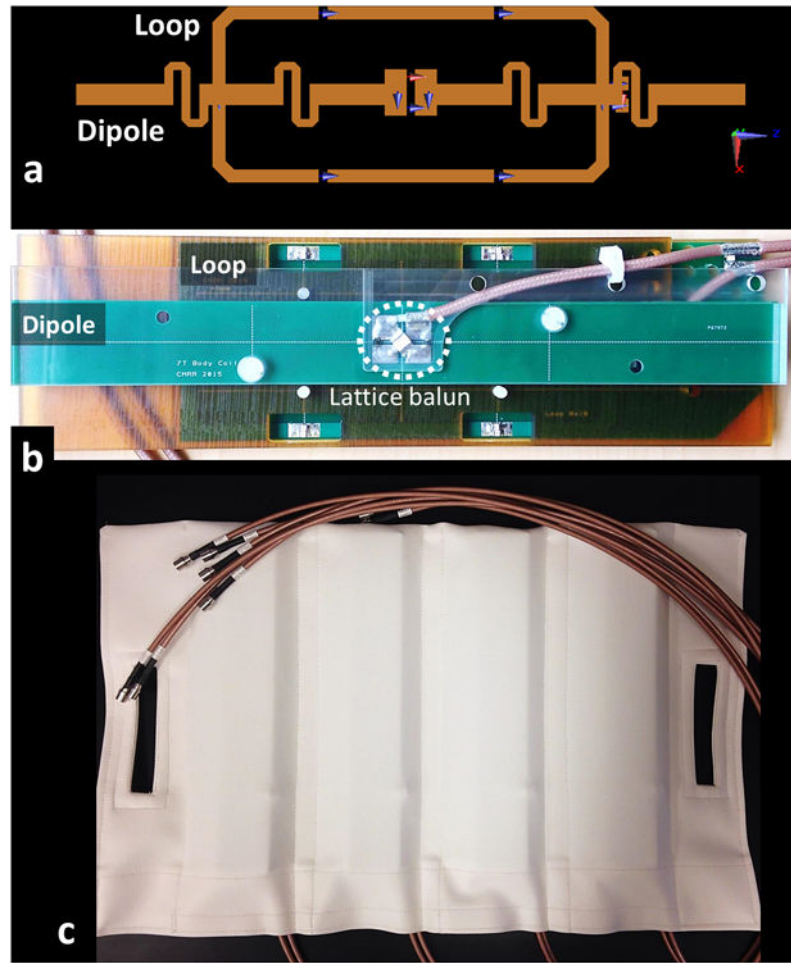 Loop
Dipole
a
z
x
Loop
Dipole
7T Body Coil
CMRR 2015
Lattice balun
b
c